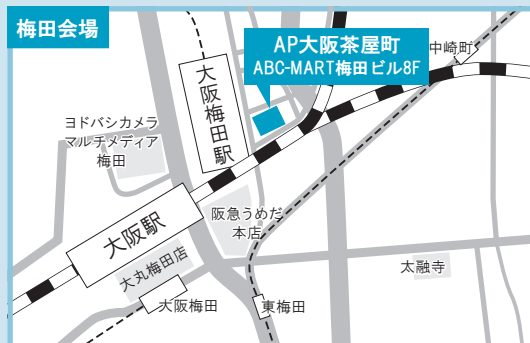 梅田会場
AP大阪茶屋町
ABC-MART梅田ビル8F
中崎町
大阪梅田駅
ヨドバシカメラ
マルチメディア
梅田
大阪駅
阪急うめだ
本店
大丸梅田店
太融寺
大阪梅田
東梅田